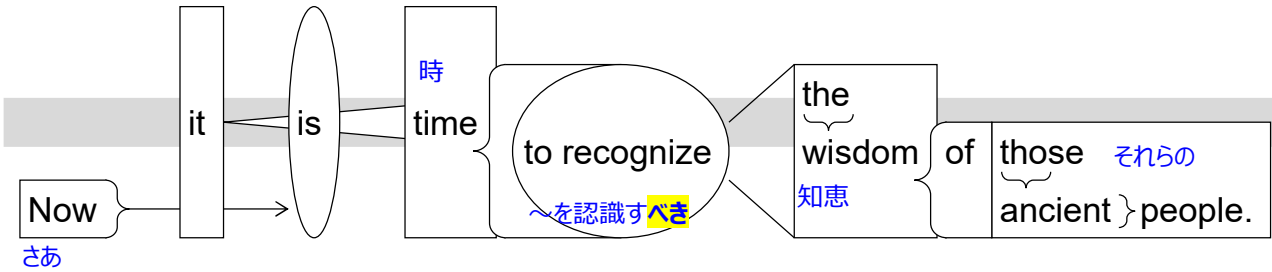 Now
さあ
it
is
時
time
to recognize
～を認識すべき
the
wisdom
知恵
of
those それらの
ancient people.